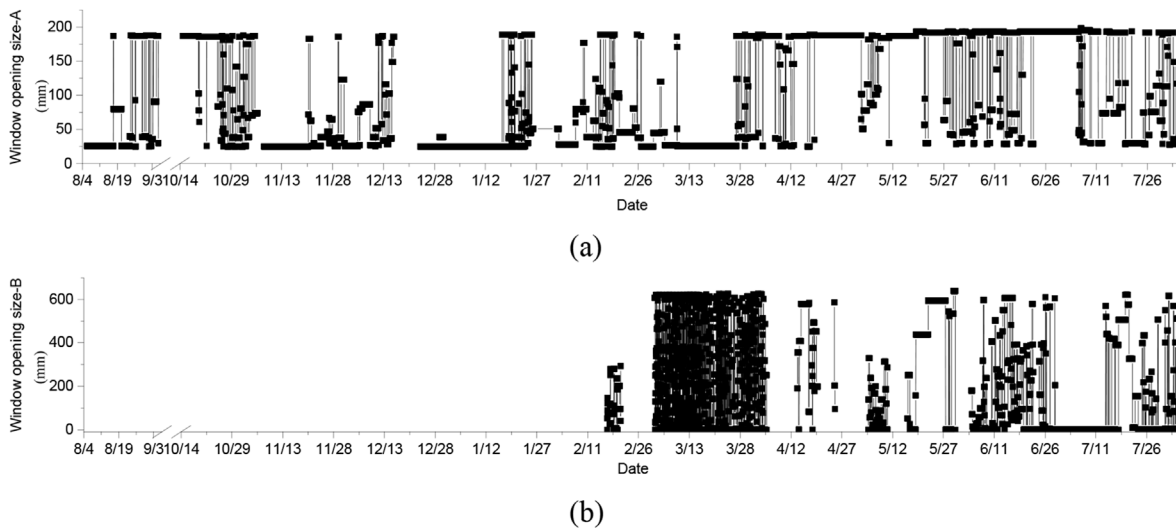 Window opening size-A
(mm)
200
150
100
50
0
8/4 8/19 9/3 10/14 10/29 11/13 11/28 12/13 12/28 1/12 1/27 2/11 2/26 3/13 3/28 4/12 4/27 5/12 5/27 6/11 6/26 7/11 7/26
Date
(a)
Window opening size-B
(mm)
600
400
200
0
8/4 8/19 9/3 10/14 10/29 11/13 11/28 12/13 12/28 1/12 1/27 2/11 2/26 3/13 3/28 4/12 4/27 5/12 5/27 6/11 6/26 7/11 7/26
Date
(b)